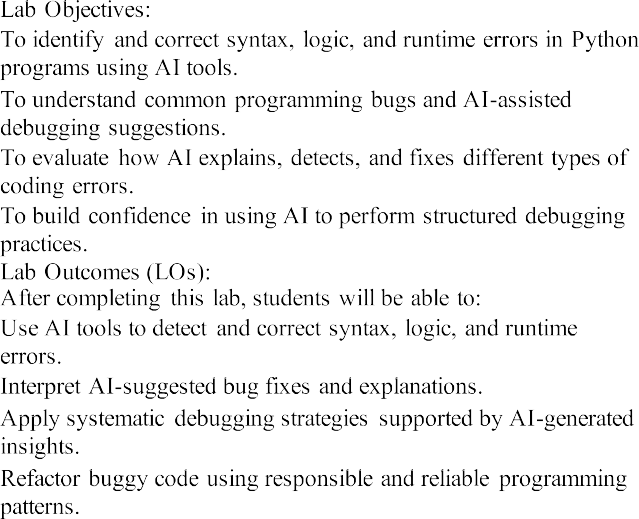 Lab Objectives:
To identify and correct syntax, logic, and runtime errors in Python
programs using AI tools.
To understand common programming bugs and AI-assisted
debugging suggestions.
To evaluate how AI explains, detects, and fixes different types of
coding errors.
To build confidence in using AI to perform structured debugging
practices.
Lab Outcomes (LOs):
After completing this lab, students will be able to:
Use AI tools to detect and correct syntax, logic, and runtime
errors.
Interpret AI-suggested bug fixes and explanations.
Apply systematic debugging strategies supported by AI-generated
insights.
Refactor buggy code using responsible and reliable programming
patterns.